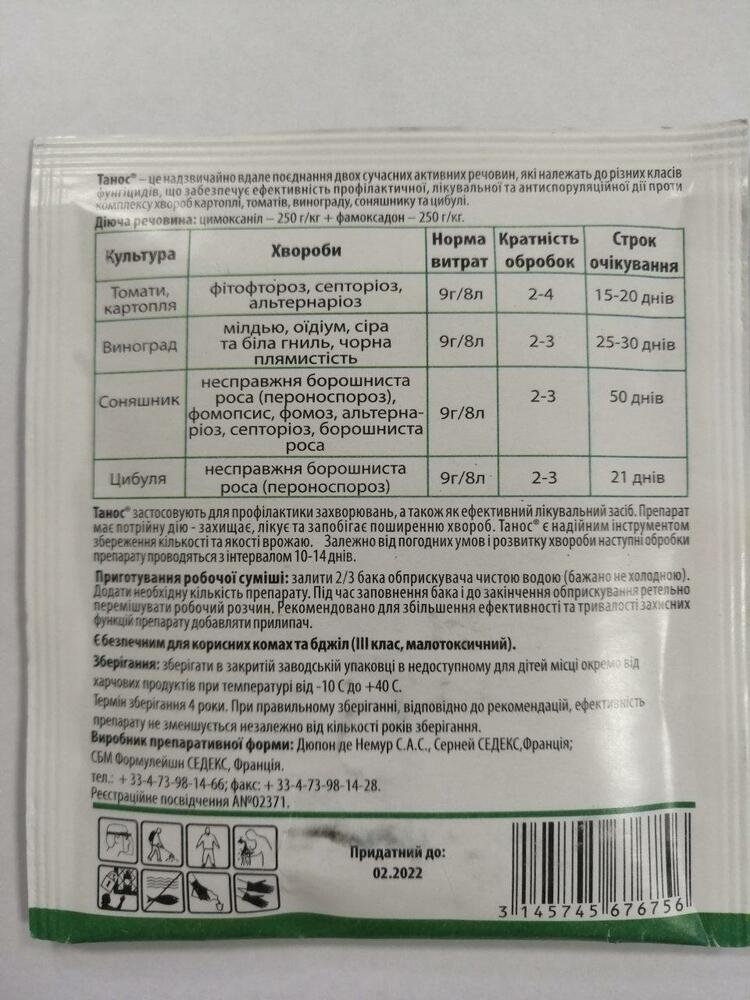 Танос® – це надзвичайно вдале поєднання двох сучасних активних речовин, які належать до різних класів
фунгіцидів, що забезпечує ефективність профілактичної, лікувальної та антиспоруляційної дії проти
комплексу хвороб картоплі, томатів, винограду, соняшнику та цибулі.
Діюча речовина: цимоксаніл – 250 г/кг + фамоксадон – 250 г/кг.
Культура Хвороби Норма витрат Кратність обробок Строк очікування
Томати, картопля фітофтороз, септоріоз, альтернаріоз 9г/8л 2-4 15-20 днів
Виноград мілдью, оїдіум, сіра та біла гниль, чорна плямистість 9г/8л 2-3 25-30 днів
Соняшник несправжня борошниста роса (пероноспороз), фомопсис, фомоз, альтерна-ріоз, септоріоз, борошниста роса 9г/8л 2-3 50 днів
Цибуля несправжня борошниста роса (пероноспороз) 9г/8л 2-3 21 днів
Танос® застосовують для профілактики захворювань, а також як ефективний лікувальний засіб. Препарат
має потрійну дію - захищає, лікує та запобігає поширенню хвороб. Танос® є надійним інструментом
збереження кількості та якості врожаю. Залежно від погодних умов і розвитку хвороби наступні обробки
препарату проводяться з інтервалом 10-14 днів.
Приготування робочої суміші: залити 2/3 бака обприскувача чистою водою (бажано не холодною).
Додати необхідну кількість препарату. Під час заповнення бака і до закінчення обприскування ретельно
перемішувати робочий розчин. Рекомендовано для збільшення ефективності та тривалості захисних
функцій препарату добавляти прилипач.
Є безпечним для корисних комах та бджіл (III клас, малотоксичний).
Зберігання: зберігати в закритій заводській упаковці в недоступному для дітей місці окремо від
харчових продуктів при температурі від -10 С до +40 С.
Термін зберігання 4 роки. При правильному зберіганні, відповідно до рекомендацій, ефективність
препарату не зменшується незалежно від кількості років зберігання.
Виробник препаративної форми: Дюпон де Немур С.А.С., Серней СЕДЕКС,Франція;
СБМ Формулейшн СЕДЕКС, Франція.
тел.: + 33-4-73-98-14-66; факс: + 33-4-73-98-14-28.
Реєстраційне посвідчення А№02371.
Придатний до:
02.2022
3 145745 676756